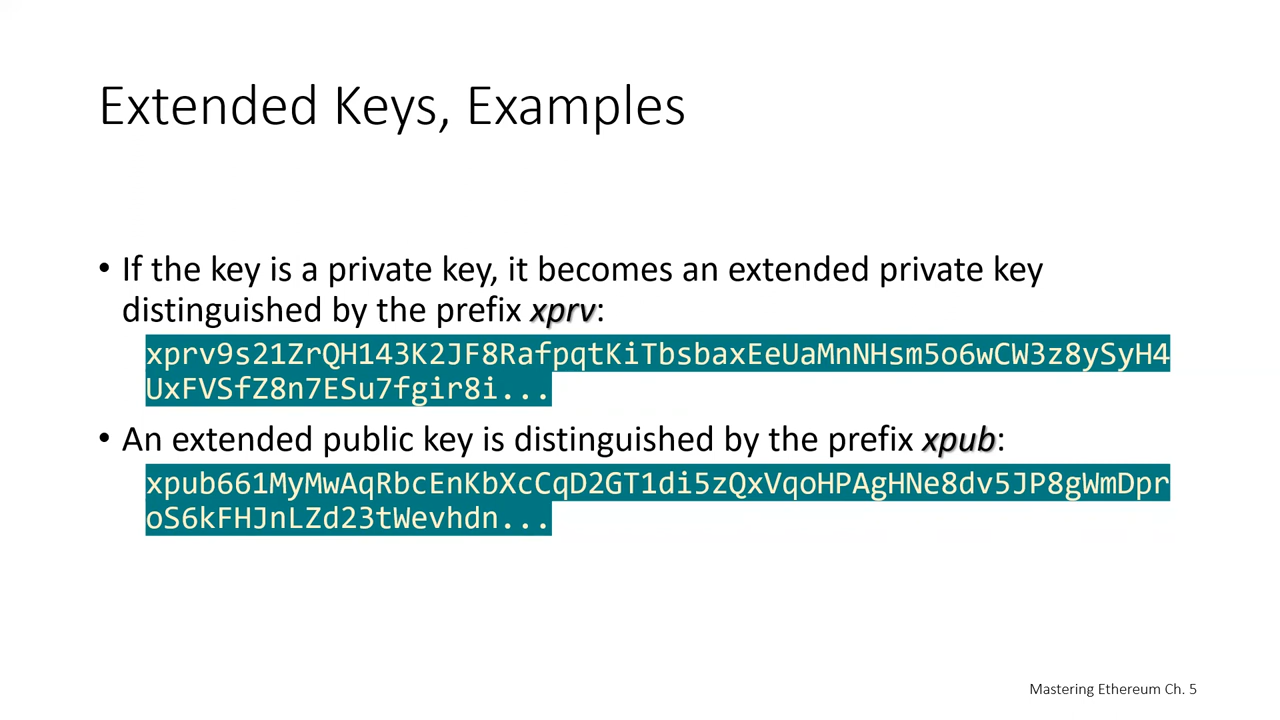 Extended Keys, Examples
• If the key is a private key, it becomes an extended private key
distinguished by the prefix xprv:
xprv9s21ZrQH143K2JF8RafpqtKiTbsbaxEeUaMnNHsm5o6wCW3z8ySyH4
UxFVSfZ8n7ESu7fgir8i...
• An extended public key is distinguished by the prefix xpub:
xpub661MyMwAqRbcEnKbXcCqD2GT1di5zQxVqoHPAgHNe8dv5JP8gWmDpr
oS6kFHJnLZd23tWevhdn...
Mastering Ethereum Ch. 5